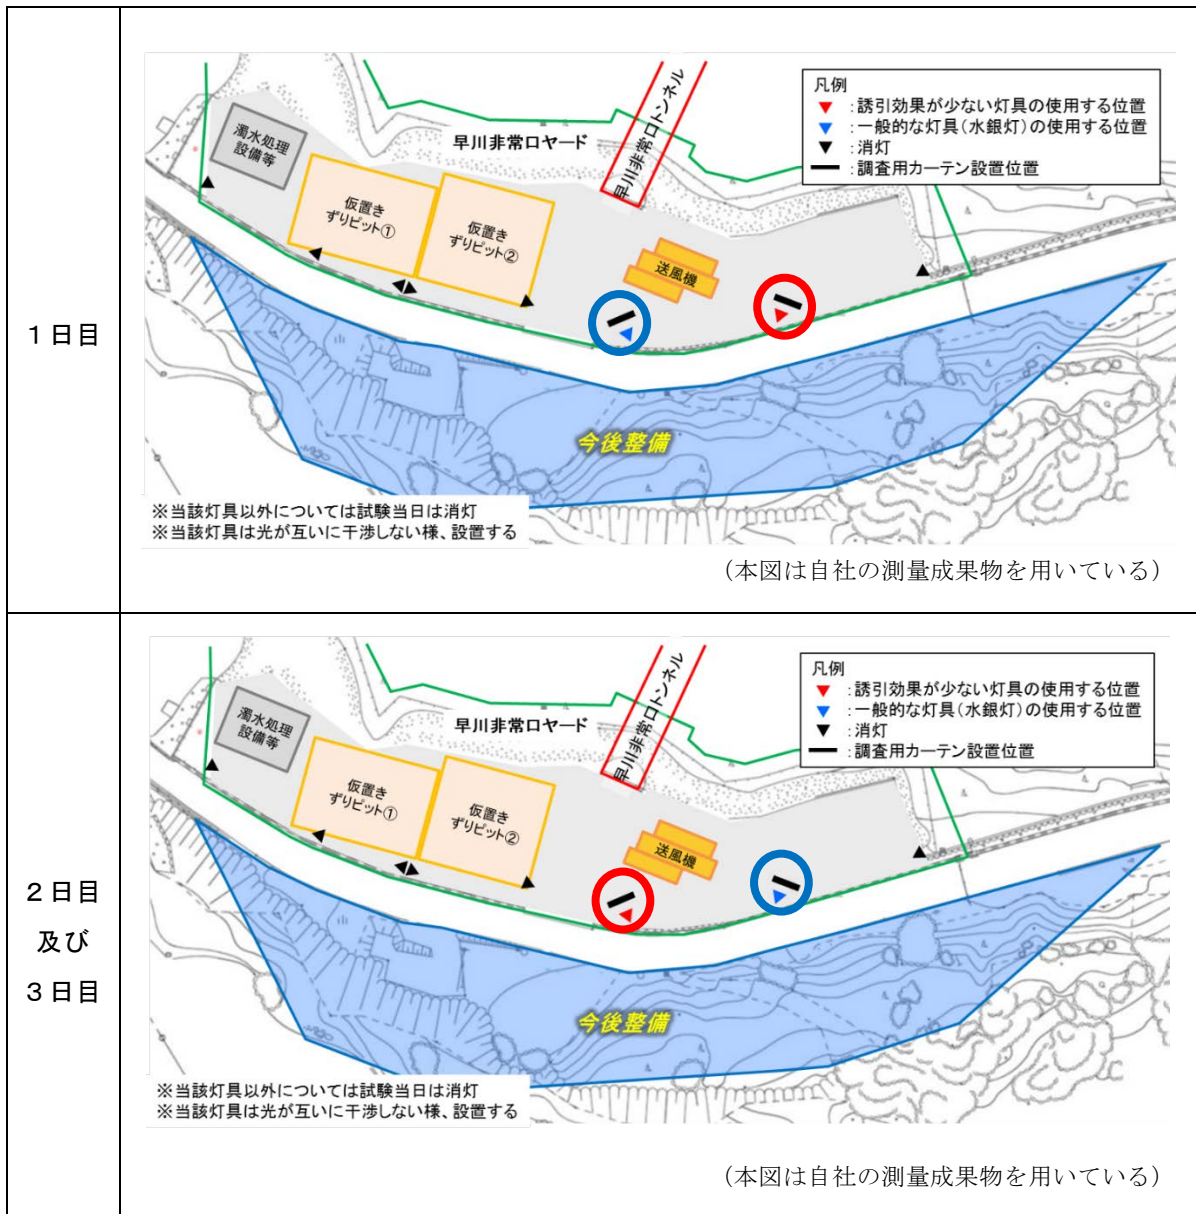 1日目
濁水処理
設備等
仮置き
ずりピット①
仮置き
ずりピット②
早川非常口ヤード
早川非常口トンネル
送風機
凡例
▼ :誘引効果が少ない灯具の使用する位置
▼ :一般的な灯具(水銀灯)の使用する位置
▼ :消灯
━ :調査用カーテン設置位置
今後整備
※当該灯具以外については試験当日は消灯
※当該灯具は光が互いに干渉しない様、設置する
(本図は自社の測量成果物を用いている)
2日目
及び
3日目
濁水処理
設備等
仮置き
ずりピット①
仮置き
ずりピット②
早川非常口ヤード
早川非常口トンネル
送風機
凡例
▼ :誘引効果が少ない灯具の使用する位置
▼ :一般的な灯具(水銀灯)の使用する位置
▼ :消灯
━ :調査用カーテン設置位置
今後整備
※当該灯具以外については試験当日は消灯
※当該灯具は光が互いに干渉しない様、設置する
(本図は自社の測量成果物を用いている)